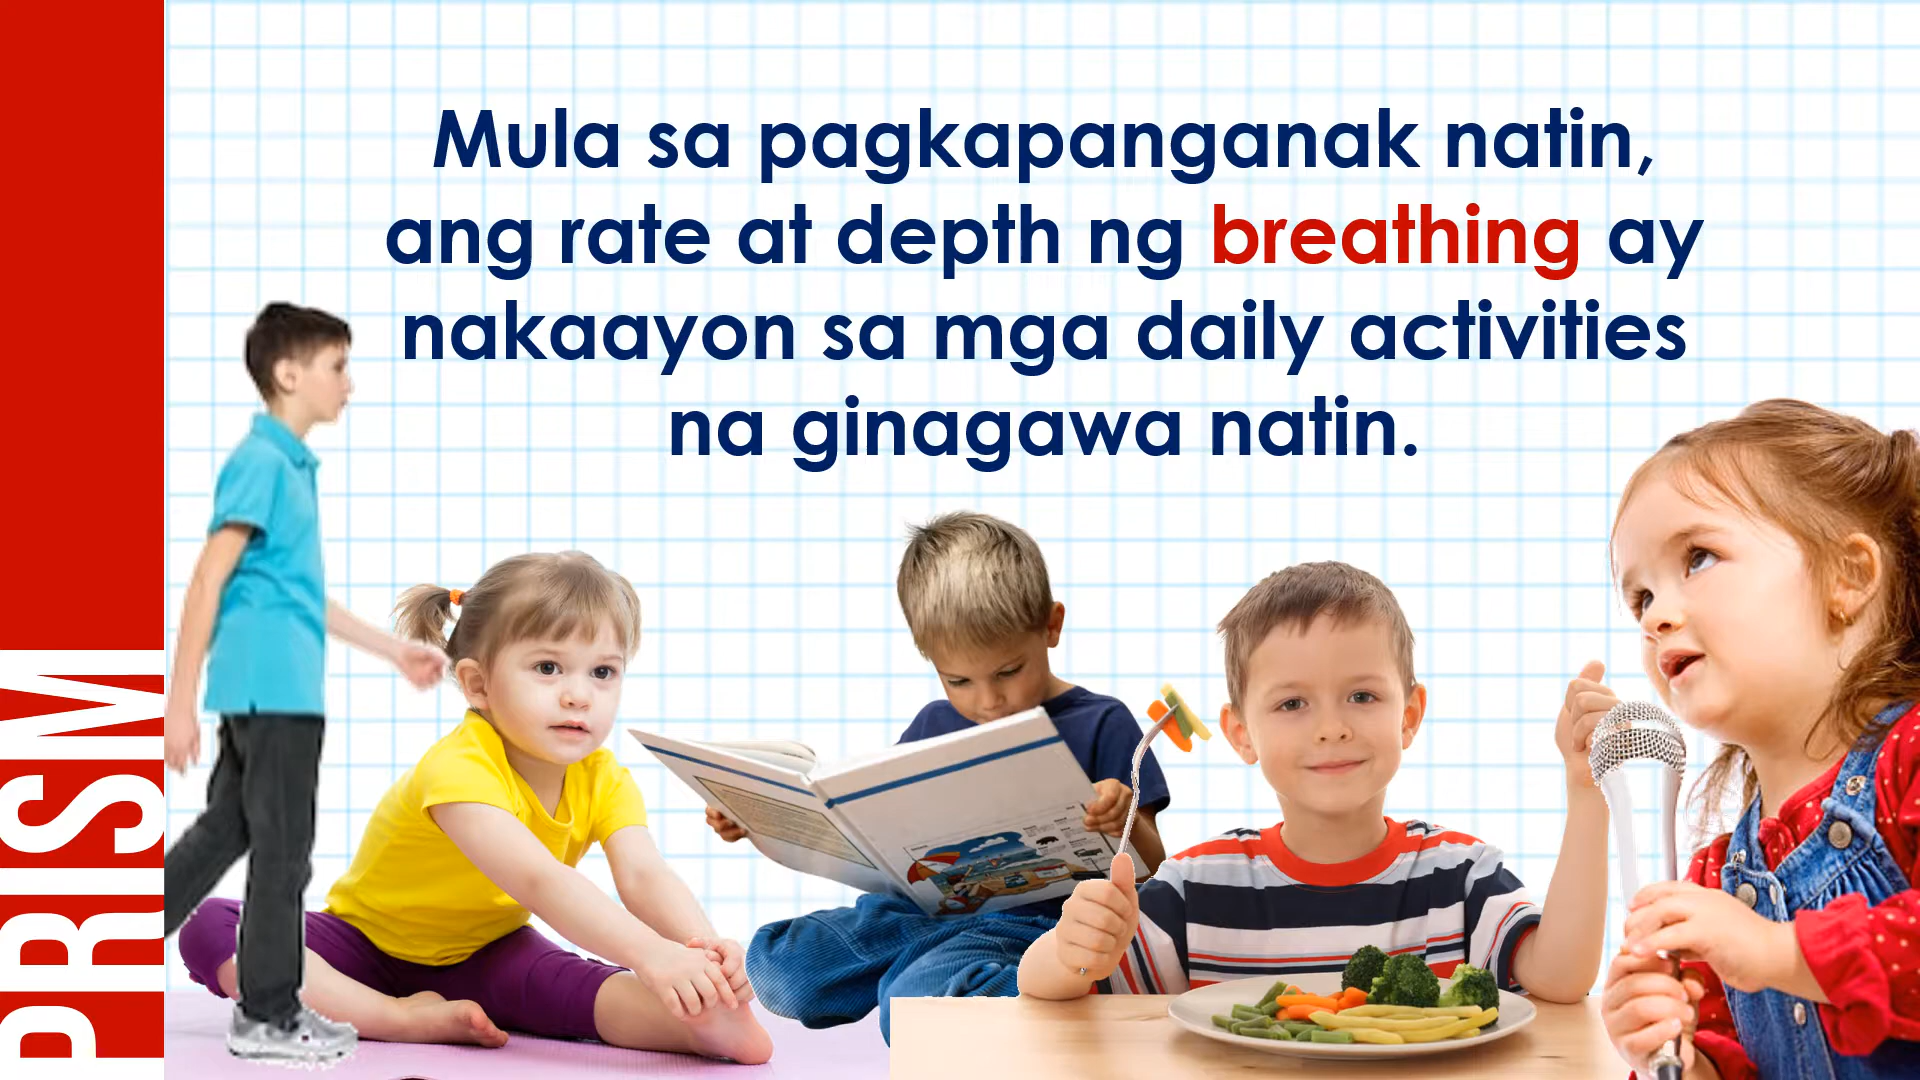 Mula sa pagkapanganak natin,
ang rate at depth ng breathing ay
nakaayon sa mga daily activities
na ginagawa natin.
PRISM